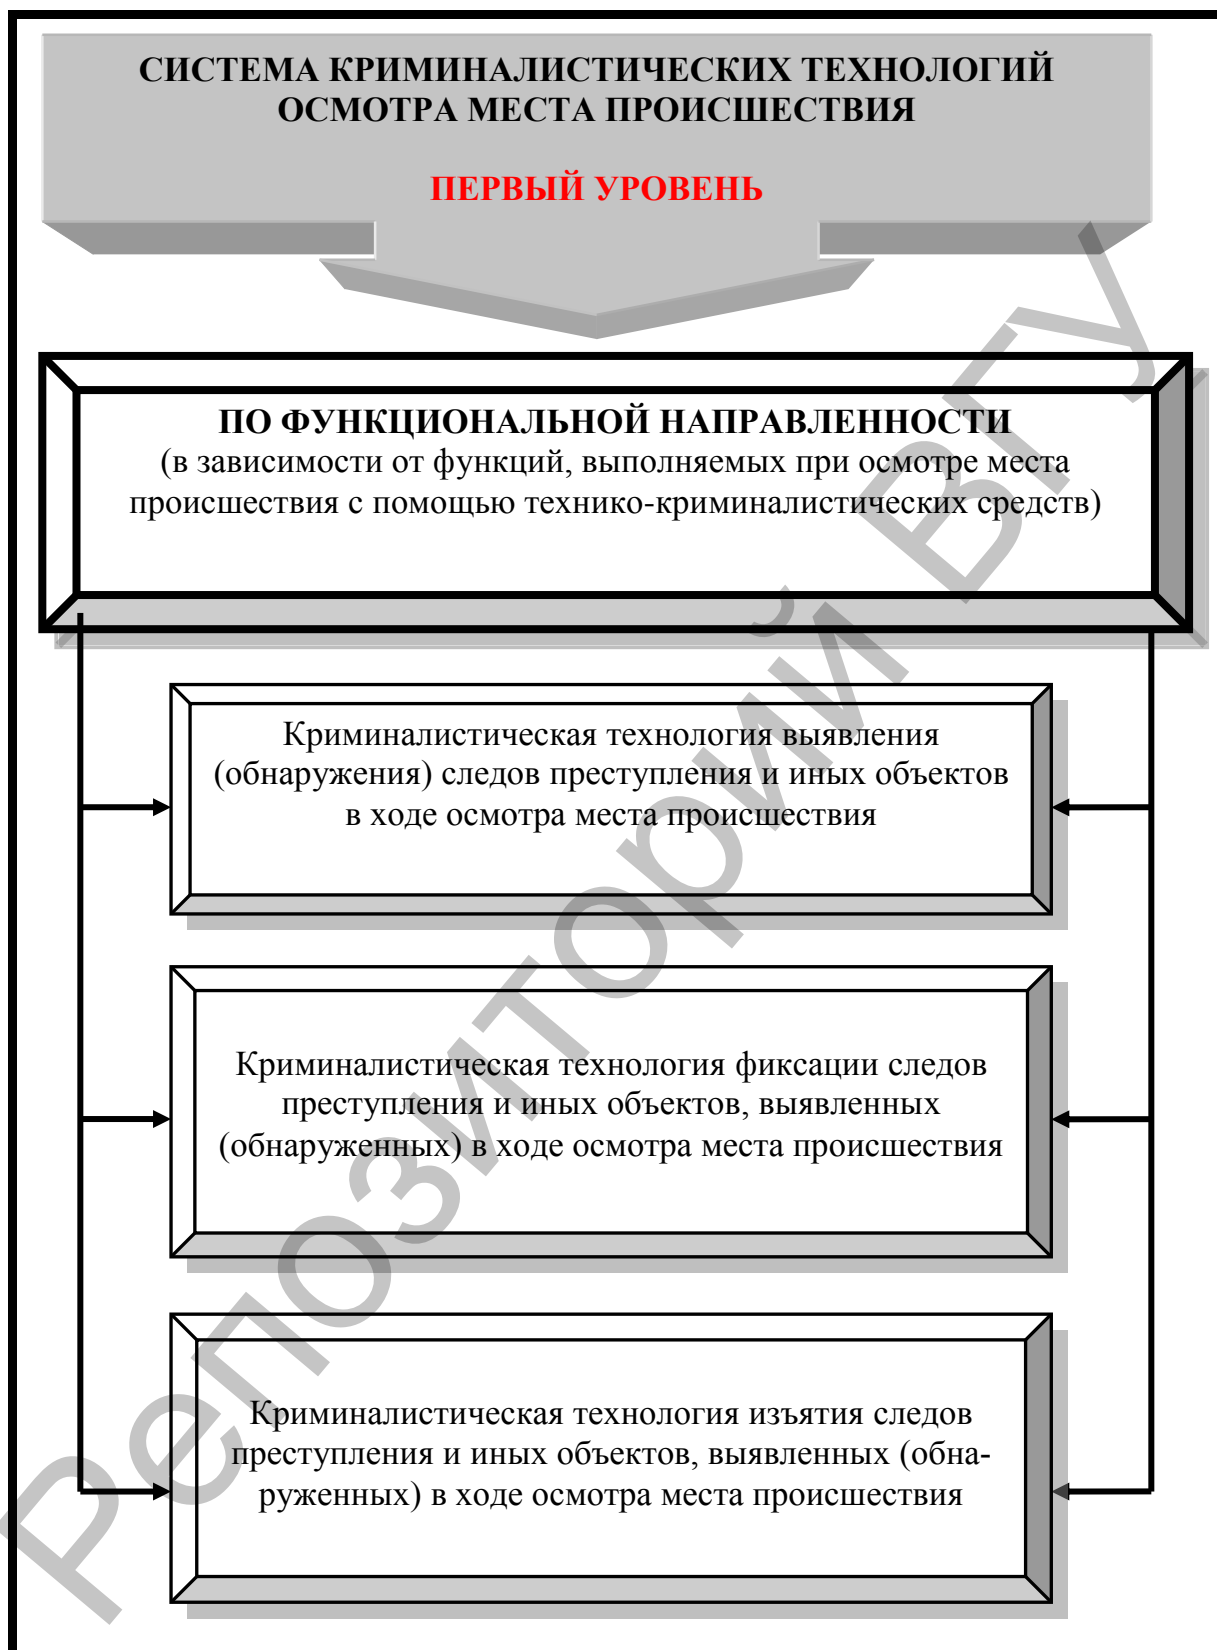 СИСТЕМА КРИМИНАЛИСТИЧЕСКИХ ТЕХНОЛОГИЙ
ОСМОТРА МЕСТА ПРОИСШЕСТВИЯ
ПЕРВЫЙ УРОВЕНЬ
ПО ФУНКЦИОНАЛЬНОЙ НАПРАВЛЕННОСТИ
(в зависимости от функций, выполняемых при осмотре места
происшествия с помощью технико-криминалистических средств)
Криминалистическая технология выявления
(обнаружения) следов преступления и иных объектов
в ходе осмотра места происшествия
Криминалистическая технология фиксации следов
преступления и иных объектов, выявленных
(обнаруженных) в ходе осмотра места происшествия
Криминалистическая технология изъятия следов
преступления и иных объектов, выявленных (обна-
руженных) в ходе осмотра места происшествия
Репозиторий ВГУ